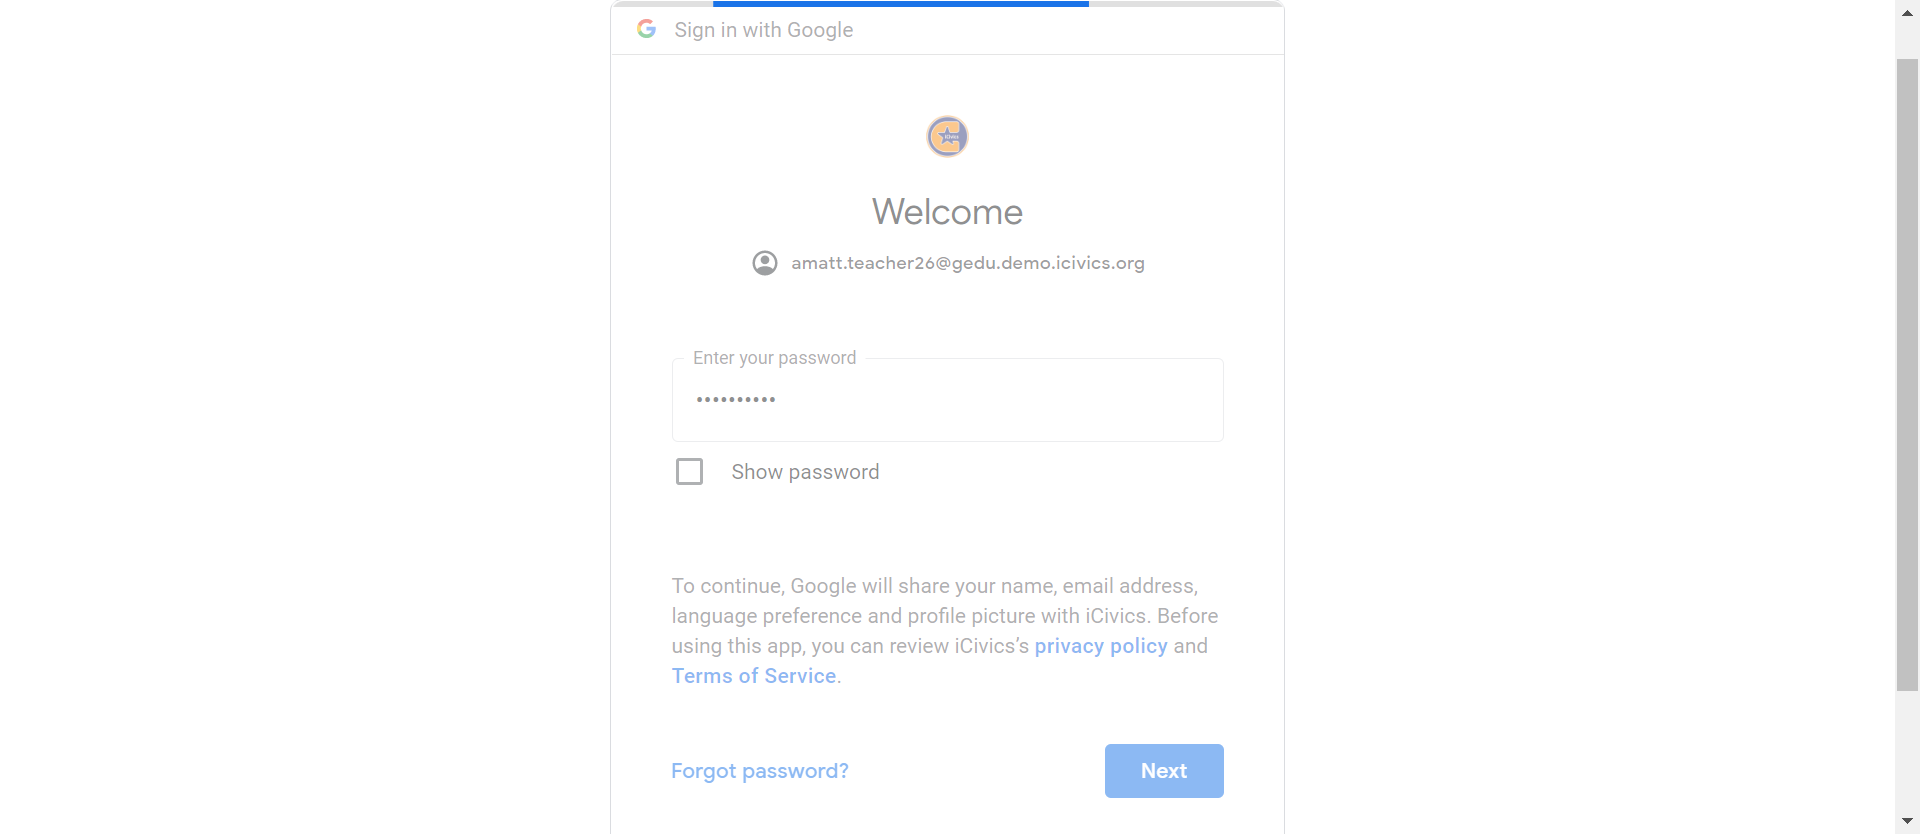 Sign in with Google
iCivics
Welcome
amatt.teacher26@gedu.demo.icivics.org
Enter your password
••••••••••
Show password
To continue, Google will share your name, email address,
language preference and profile picture with iCivics. Before
using this app, you can review iCivics’s privacy policy and
Terms of Service.
Forgot password?
Next